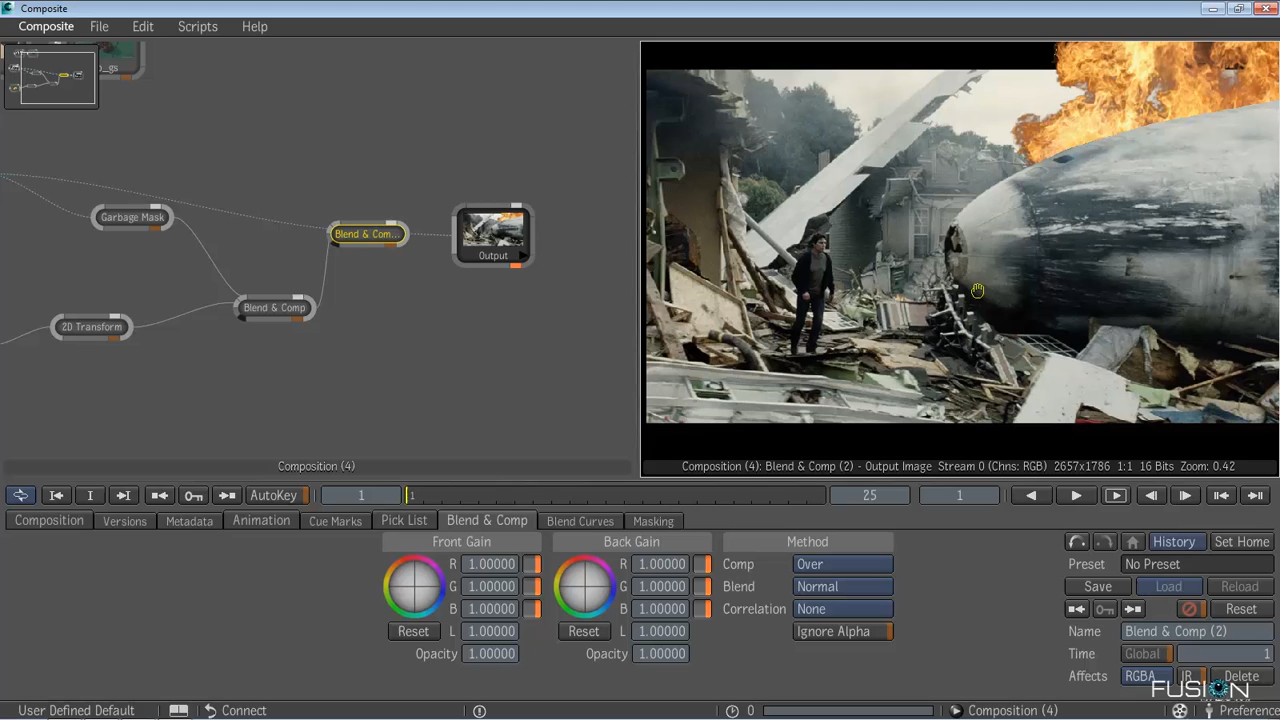 Composite
Composite File Edit Scripts Help
o_gs
Garbage Mask
Blend & Com...
Output
Blend & Comp
2D Transform
Composition (4)
Composition (4): Blend & Comp (2) - Output Image Stream 0 (Chns: RGB) 2657x1786 1:1 16 Bits Zoom: 0.42
AutoKey 1 1 25 1
Composition Versions Metadata Animation Cue Marks Pick List Blend & Comp Blend Curves Masking
Front Gain Back Gain Method History Set Home
R 1.00000 R 1.00000 Comp Over Preset No Preset
G 1.00000 G 1.00000 Blend Normal Save Load Reload
B 1.00000 B 1.00000 Correlation None Reset
Reset L 1.00000 Reset L 1.00000 Ignore Alpha Name Blend & Comp (2)
Opacity 1.00000 Opacity 1.00000 Time Global 1
Affects RGBA Delete
FUSION
User Defined Default Connect 0 Composition (4) Preference